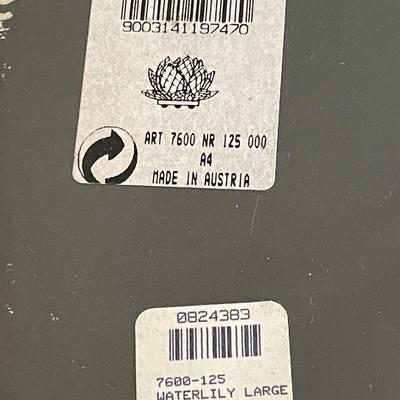 9003141197470
ART 7600 NR 125 000
A4
MADE IN AUSTRIA
0824383
7600-125
WATERLILY LARGE